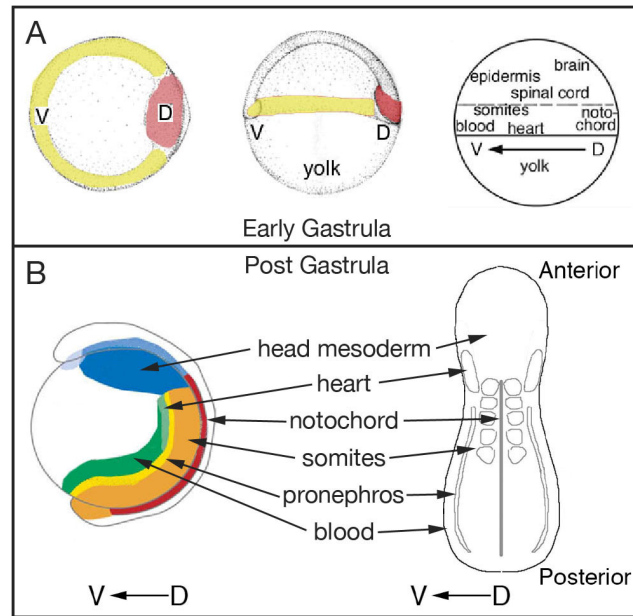 A
V
D
V
D
yolk
brain
epidermis
spinal cord
somites
noto-
blood
heart
chord
V
D
yolk
Early Gastrula
B
Post Gastrula
Anterior
head mesoderm
heart
notochord
somites
pronephros
blood
Posterior
V
D
V
D